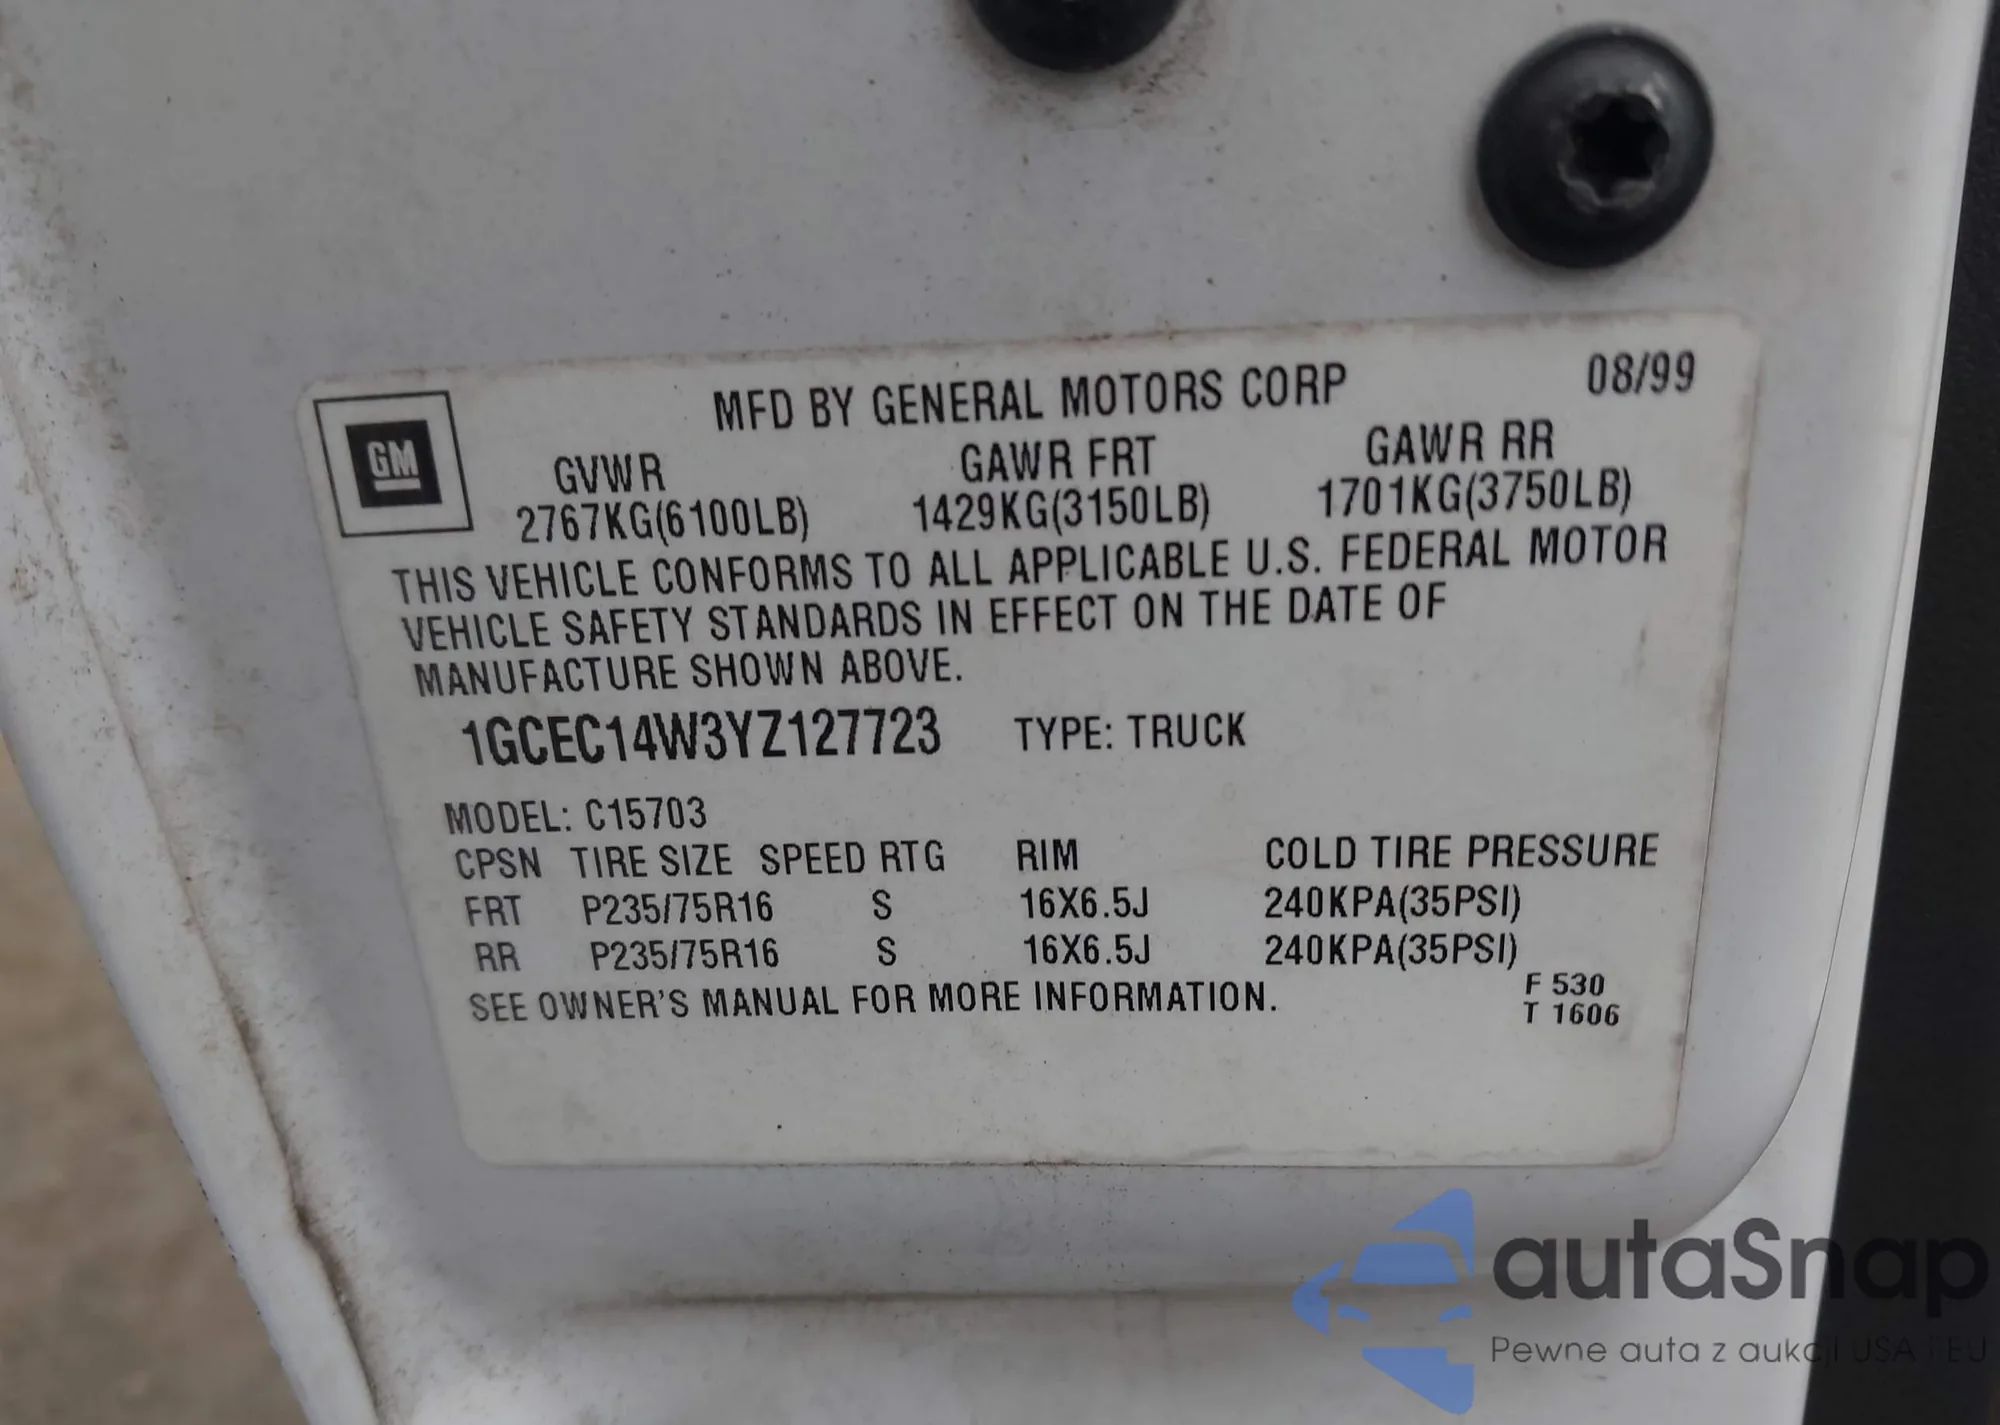 MFD BY GENERAL MOTORS CORP 08/99
GM
GVWR GAWR FRT GAWR RR
2767KG(6100LB) 1429KG(3150LB) 1701KG(3750LB)
THIS VEHICLE CONFORMS TO ALL APPLICABLE U.S. FEDERAL MOTOR
VEHICLE SAFETY STANDARDS IN EFFECT ON THE DATE OF
MANUFACTURE SHOWN ABOVE.
1GCEC14W3YZ127723 TYPE: TRUCK
MODEL: C15703
CPSN TIRE SIZE SPEED RTG RIM COLD TIRE PRESSURE
FRT P235/75R16 S 16X6.5J 240KPA(35PSI)
RR P235/75R16 S 16X6.5J 240KPA(35PSI)
SEE OWNER'S MANUAL FOR MORE INFORMATION.
F 530
T 1606
autaSnap
Pewne auta z aukcji USA i EU